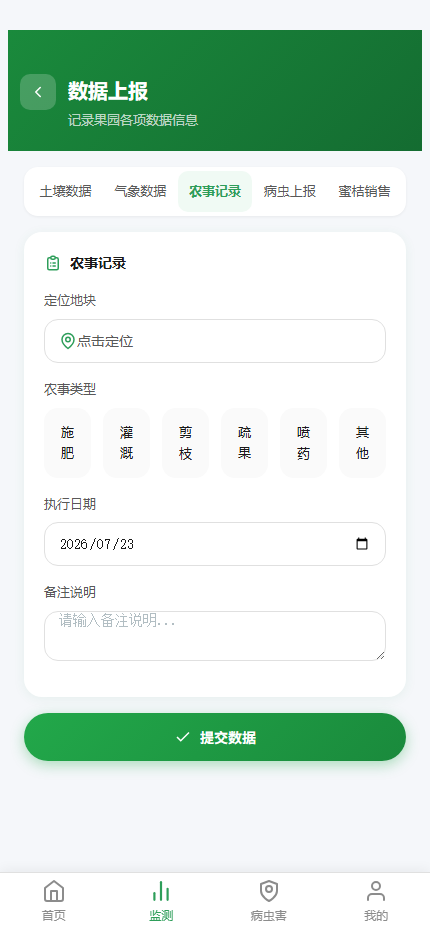 数据上报
记录果园各项数据信息
土壤数据 气象数据 农事记录 病虫上报 蜜桔销售
农事记录
定位地块
点击定位
农事类型
施肥 灌溉 剪枝 疏果 喷药 其他
执行日期
2026/07/23
备注说明
请输入备注说明...
提交数据
首页 监测 病虫害 我的